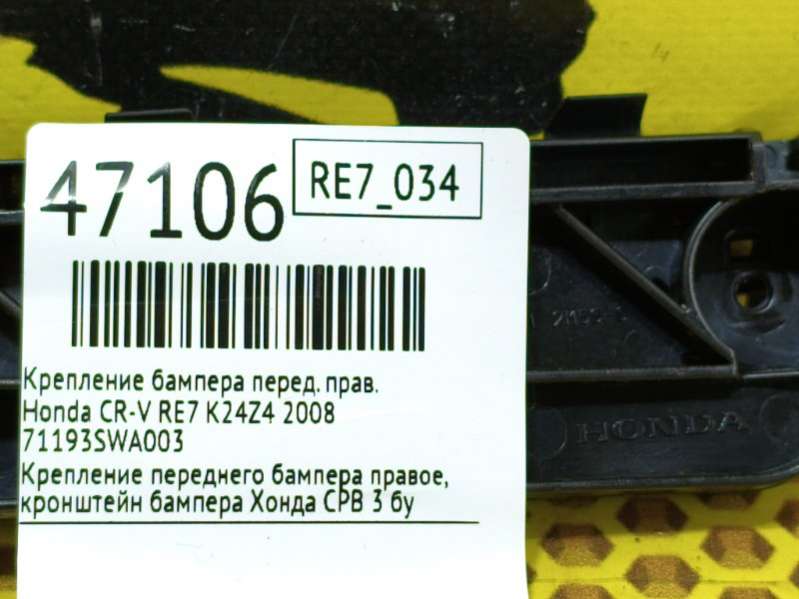 47106
RE7_034
Крепление бампера перед. прав.
Honda CR-V RE7 K24Z4 2008
71193SWA003
Крепление переднего бампера правое,
кронштейн бампера Хонда СРВ 3 бу
HONDA